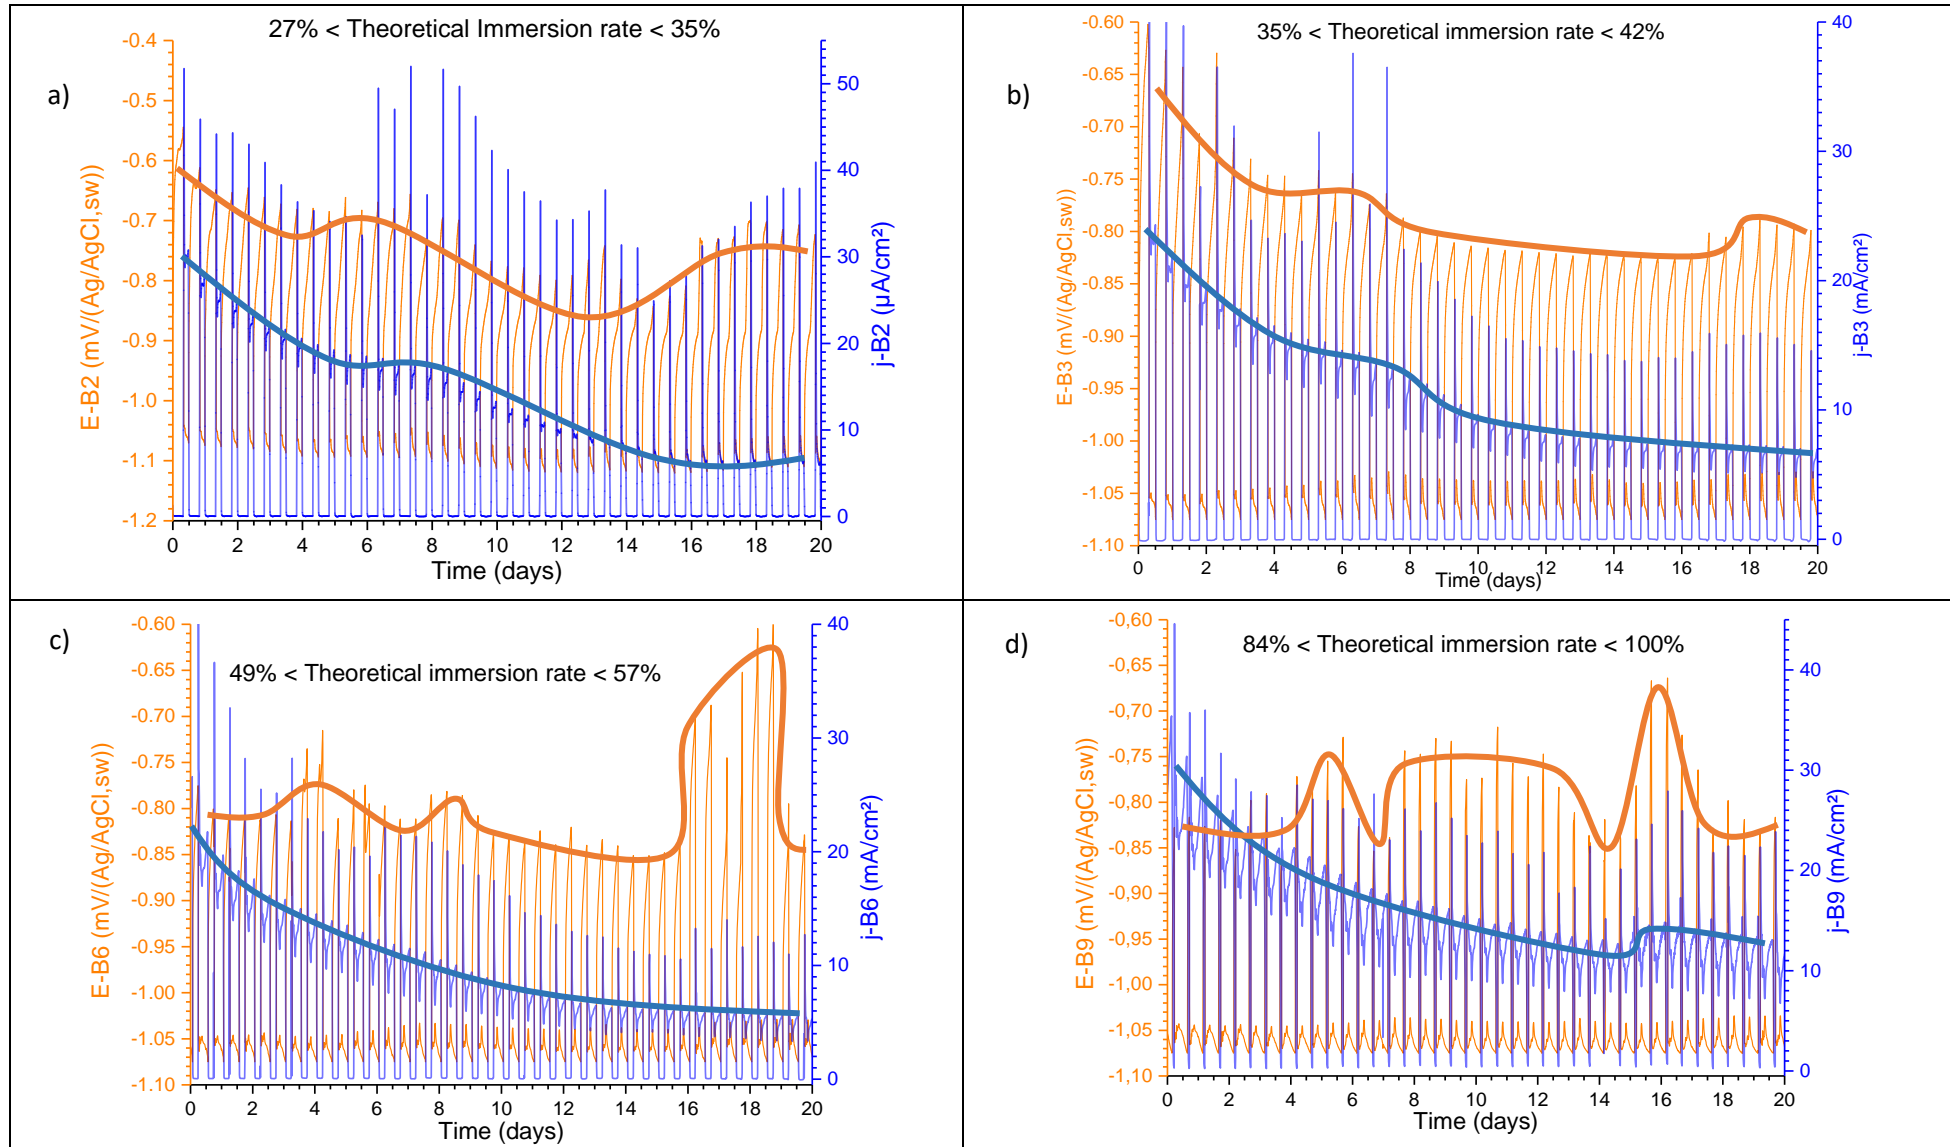 a)
27% < Theoretical Immersion rate < 35%
-0.4
-0.5
-0.6
-0.7
-0.8
-0.9
-1.0
-1.1
-1.2
E-B2 (mV/(Ag/AgCl,sw))
50
40
30
20
10
0
j-B2 (µA/cm²)
0 2 4 6 8 10 12 14 16 18 20
Time (days)
b)
35% < Theoretical immersion rate < 42%
-0.60
-0.65
-0.70
-0.75
-0.80
-0.85
-0.90
-0.95
-1.00
-1.05
-1.10
E-B3 (mV/(Ag/AgCl,sw))
40
30
20
10
0
j-B3 (mA/cm²)
0 2 4 6 8 10 12 14 16 18 20
Time (days)
c)
49% < Theoretical immersion rate < 57%
-0.60
-0.65
-0.70
-0.75
-0.80
-0.85
-0.90
-0.95
-1.00
-1.05
-1.10
E-B6 (mV/(Ag/AgCl,sw))
40
30
20
10
0
j-B6 (mA/cm²)
0 2 4 6 8 10 12 14 16 18 20
Time (days)
d)
84% < Theoretical immersion rate < 100%
-0,60
-0,65
-0,70
-0,75
-0,80
-0,85
-0,90
-0,95
-1,00
-1,05
-1,10
E-B9 (mV/(Ag/AgCl,sw))
40
30
20
10
0
j-B9 (mA/cm²)
0 2 4 6 8 10 12 14 16 18 20
Time (days)